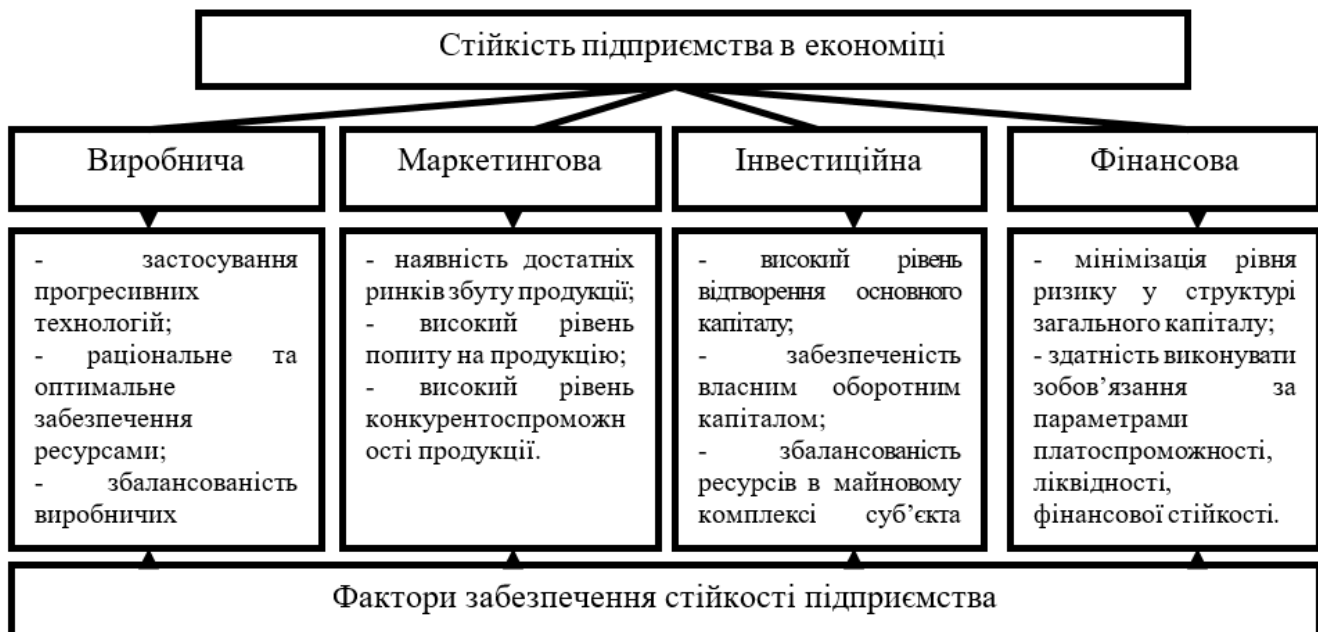 Стійкість підприємства в економіці
Виробнича
Маркетингова
Інвестиційна
Фінансова
- застосування
прогресивних
технологій;
- раціональне та
оптимальне
забезпечення
ресурсами;
- збалансованість
виробничих
- наявність достатніх
ринків збуту продукції;
- високий рівень
попиту на продукцію;
- високий рівень
конкурентоспроможн
ості продукції.
- високий рівень
відтворення основного
капіталу;
- забезпеченість
власним оборотним
капіталом;
- збалансованість
ресурсів в майновому
комплексі суб’єкта
- мінімізація рівня
ризику у структурі
загального капіталу;
- здатність виконувати
зобов’язання за
параметрами
платоспроможності,
ліквідності,
фінансової стійкості.
Фактори забезпечення стійкості підприємства